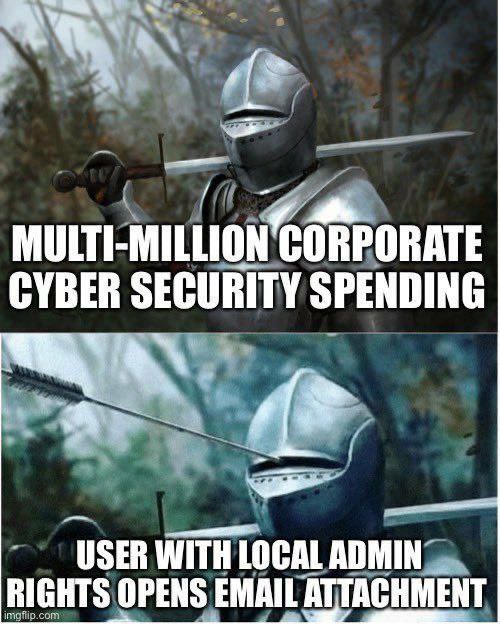 MULTI-MILLION CORPORATE
CYBER SECURITY SPENDING
USER WITH LOCAL ADMIN
RIGHTS OPENS EMAIL ATTACHMENT
imgflip.com